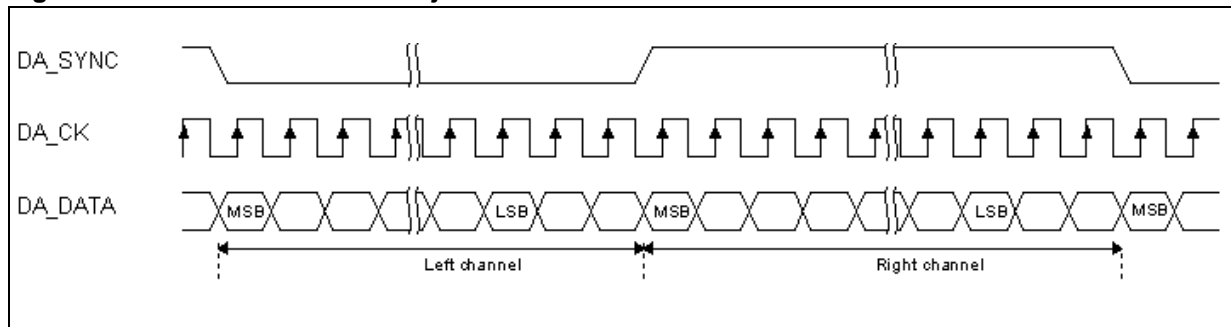 DA_SYNC
DA_CK
DA_DATA
MSB
LSB
MSB
LSB
MSB
Left channel
Right channel